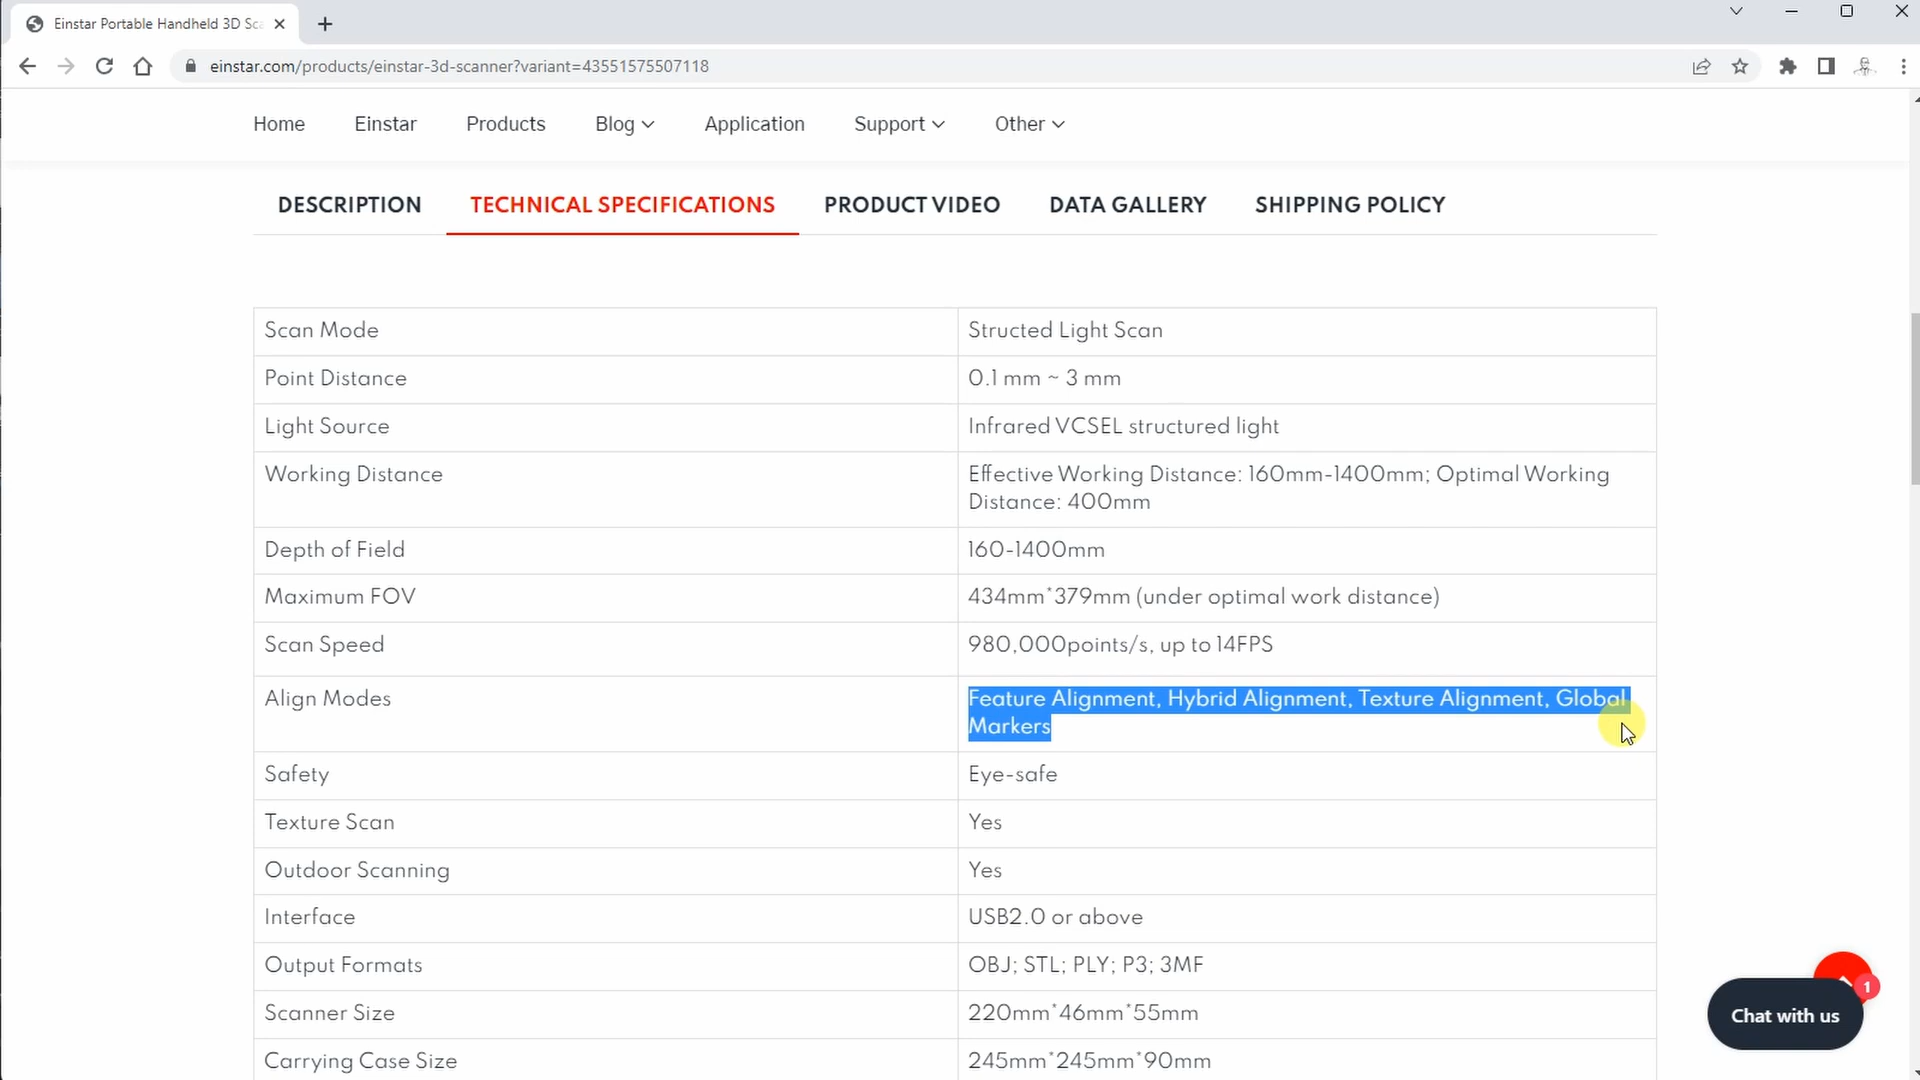 Einstar Portable Handheld 3D Sca
einstar.com/products/einstar-3d-scanner?variant=43551575507118
Home Einstar Products Blog Application Support Other
DESCRIPTION TECHNICAL SPECIFICATIONS PRODUCT VIDEO DATA GALLERY SHIPPING POLICY
Scan Mode Structed Light Scan
Point Distance 0.1 mm ~ 3 mm
Light Source Infrared VCSEL structured light
Working Distance Effective Working Distance: 160mm-1400mm; Optimal Working
Distance: 400mm
Depth of Field 160-1400mm
Maximum FOV 434mm*379mm (under optimal work distance)
Scan Speed 980,000points/s, up to 14FPS
Align Modes Feature Alignment, Hybrid Alignment, Texture Alignment, Global
Markers
Safety Eye-safe
Texture Scan Yes
Outdoor Scanning Yes
Interface USB2.0 or above
Output Formats OBJ; STL; PLY; P3; 3MF
Scanner Size 220mm*46mm*55mm
Carrying Case Size 245mm*245mm*90mm
1
Chat with us